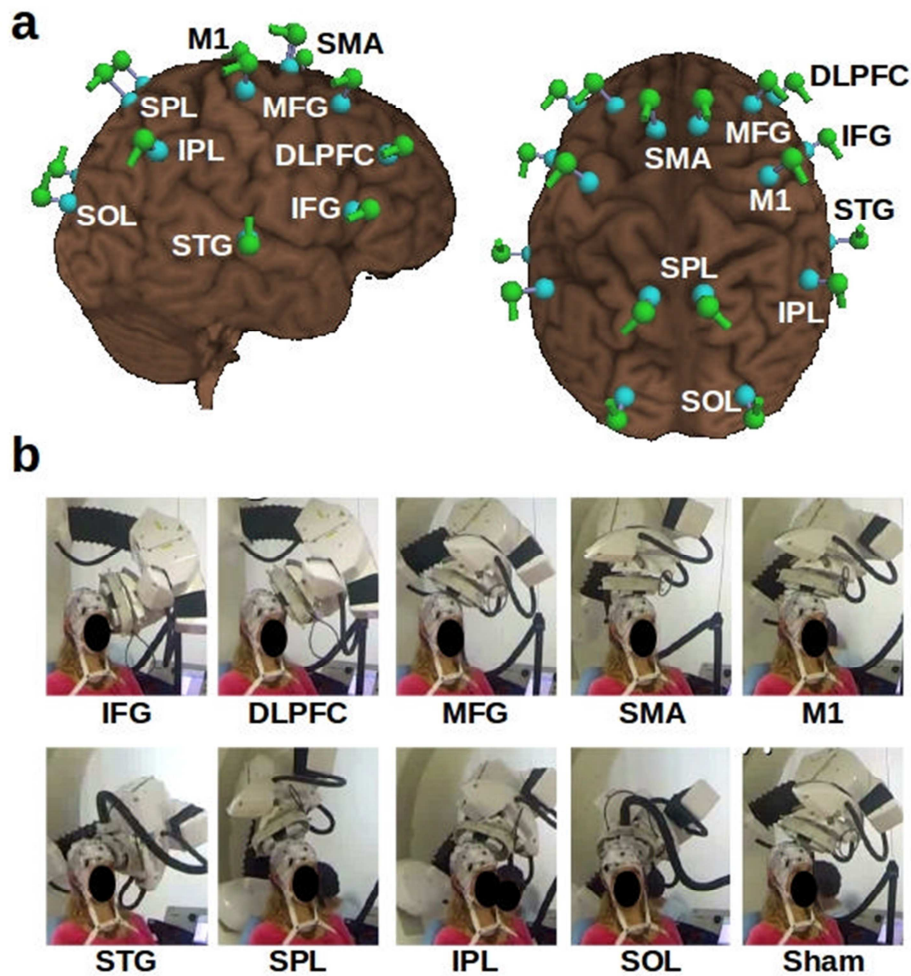 a
M1
SMA
SPL
MFG
IPL
DLPFC
IFG
SOL
STG
DLPFC
MFG
IFG
SMA
M1
STG
SPL
IPL
SOL
b
IFG DLPFC MFG SMA M1
STG SPL IPL SOL Sham